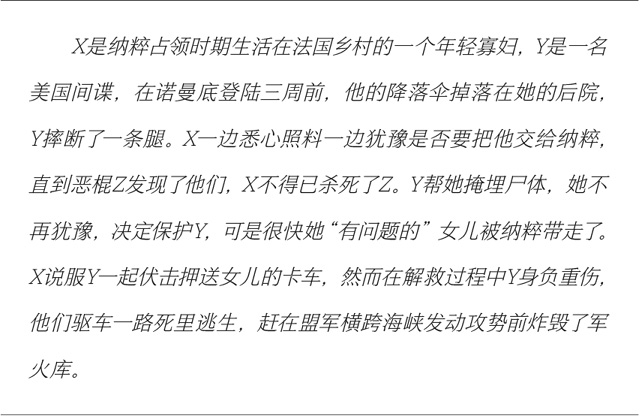 X是纳粹占领时期生活在法国乡村的一个年轻寡妇，Y是一名
美国间谍，在诺曼底登陆三周前，他的降落伞掉落在她的后院，
Y摔断了一条腿。X一边悉心照料一边犹豫是否要把他交给纳粹，
直到恶棍Z发现了他们，X不得已杀死了Z。Y帮她掩埋尸体，她不
再犹豫，决定保护Y，可是很快她“有问题的”女儿被纳粹带走了。
X说服Y一起伏击押送女儿的卡车，然而在解救过程中Y身负重伤，
他们驱车一路死里逃生，赶在盟军横跨海峡发动攻势前炸毁了军
火库。